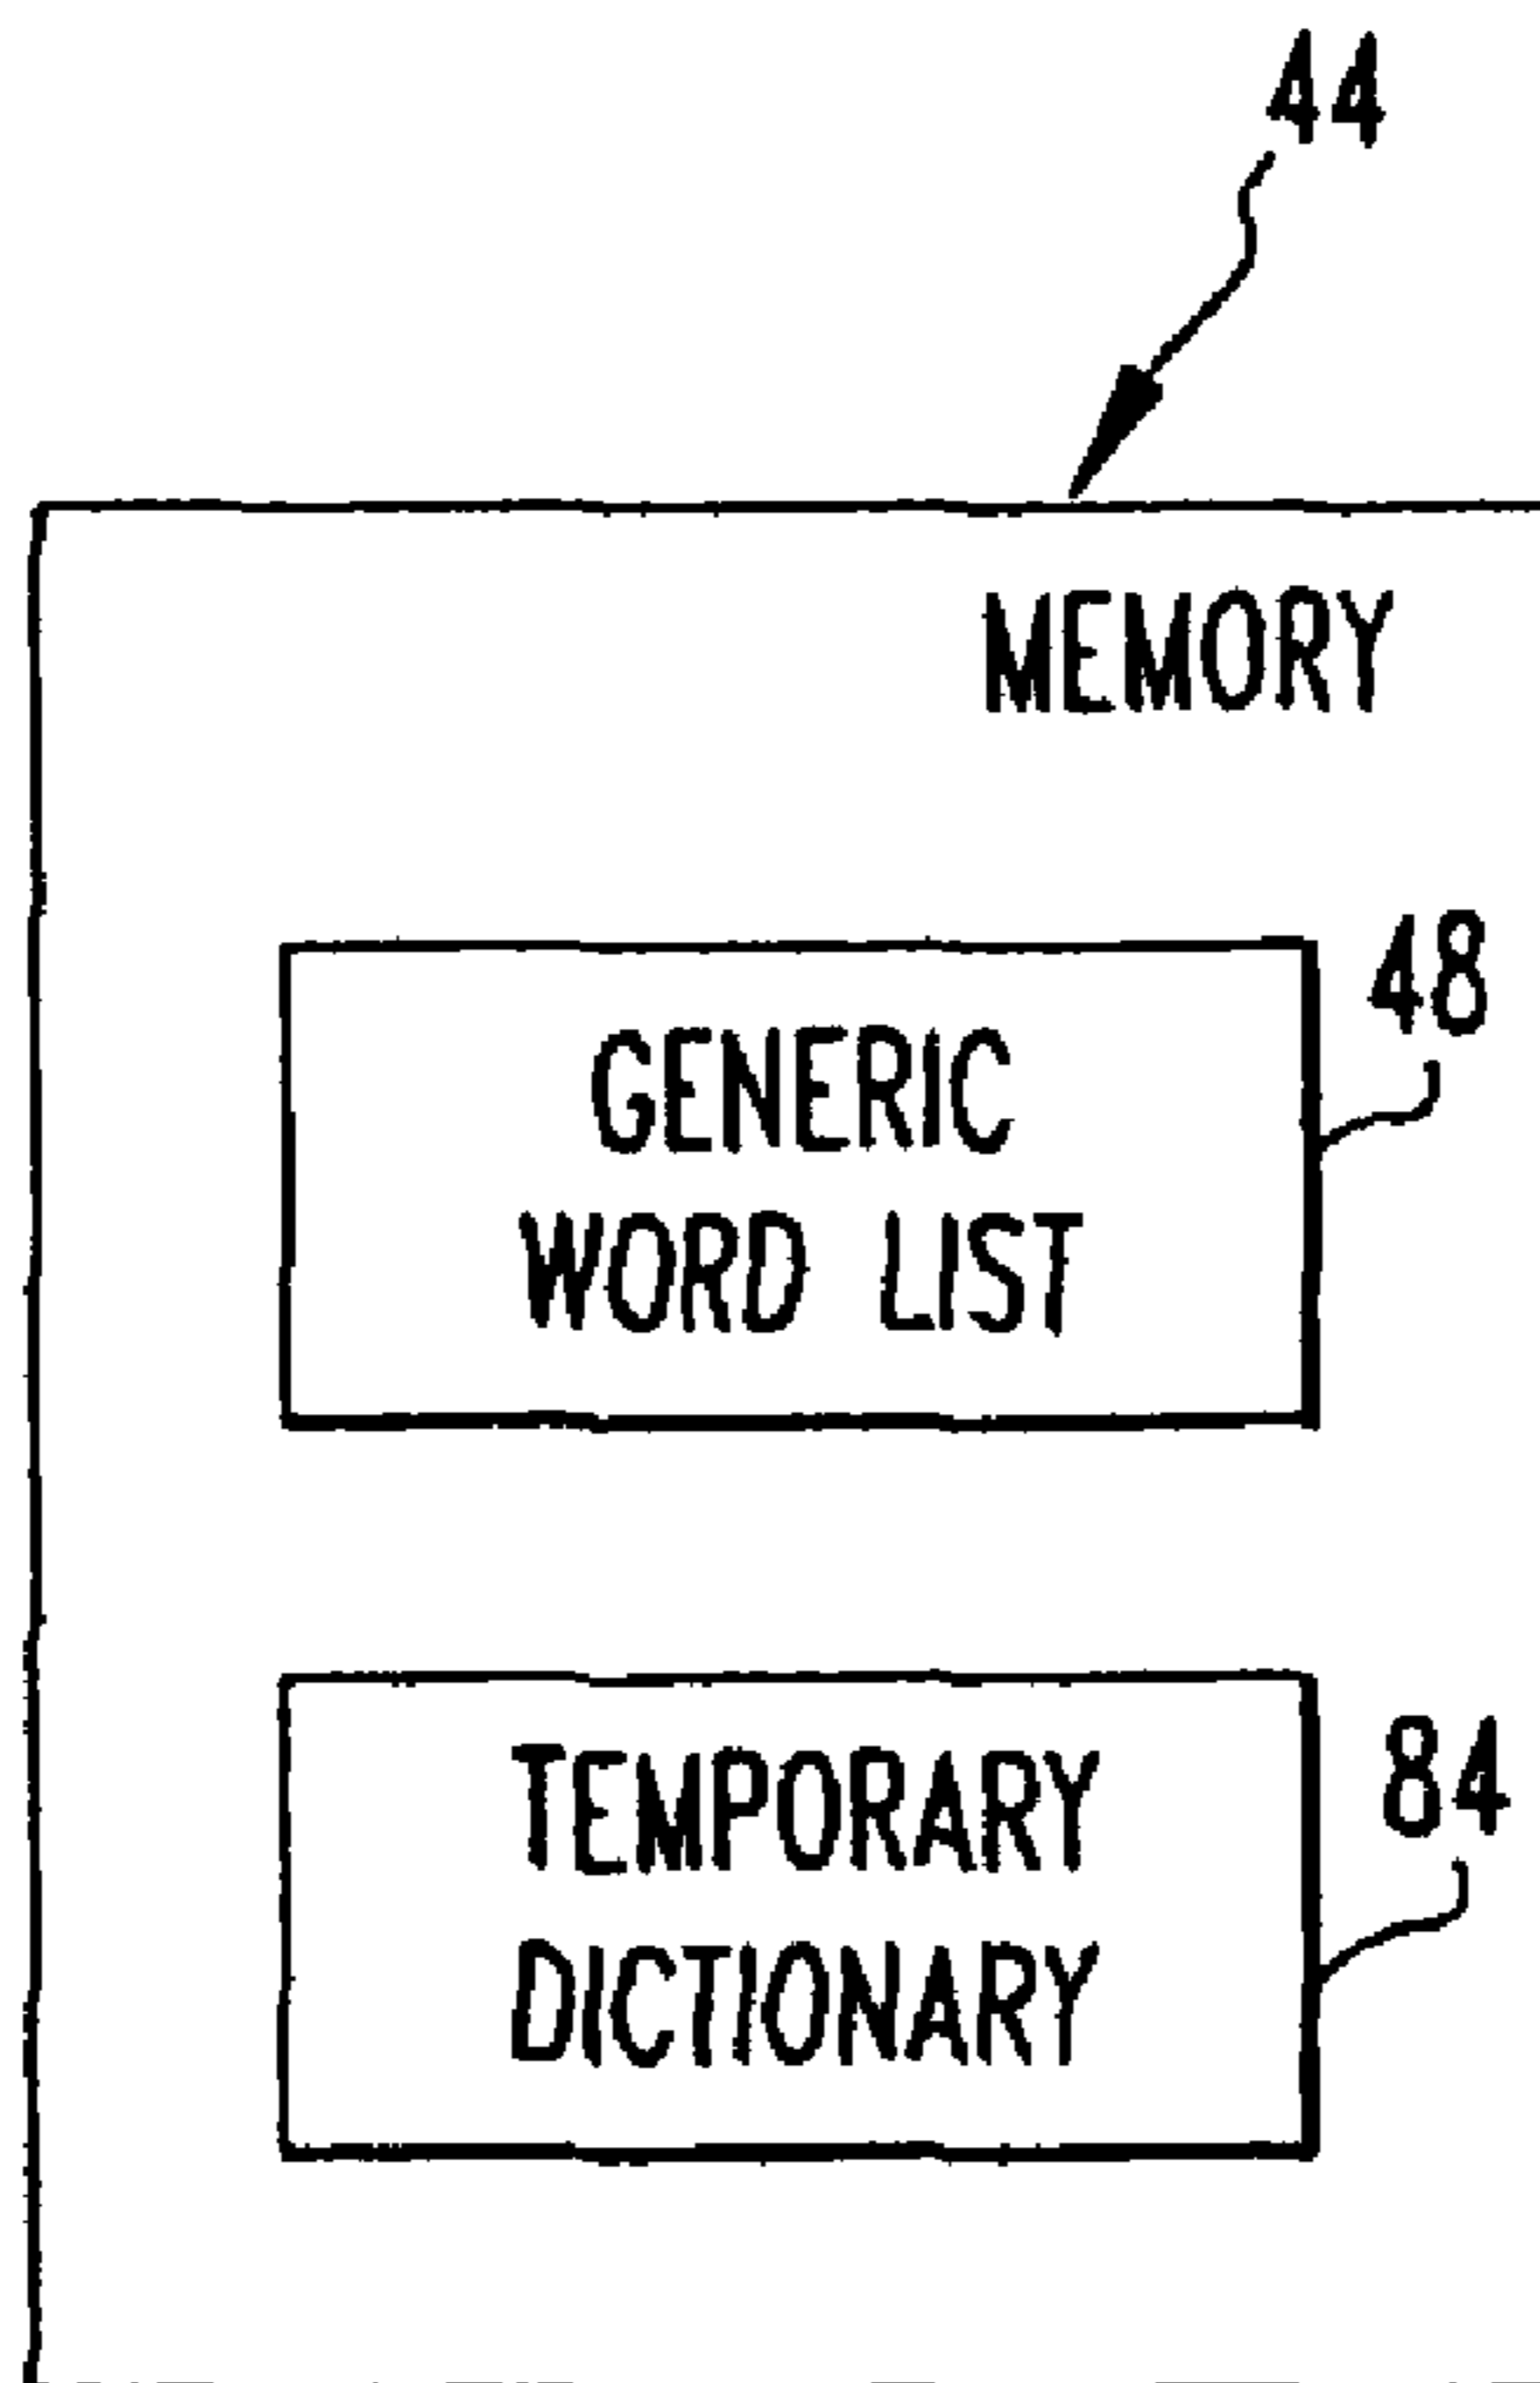 44
MEMORY
48
GENERIC
WORD LIST
84
TEMPORARY
DICTIONARY